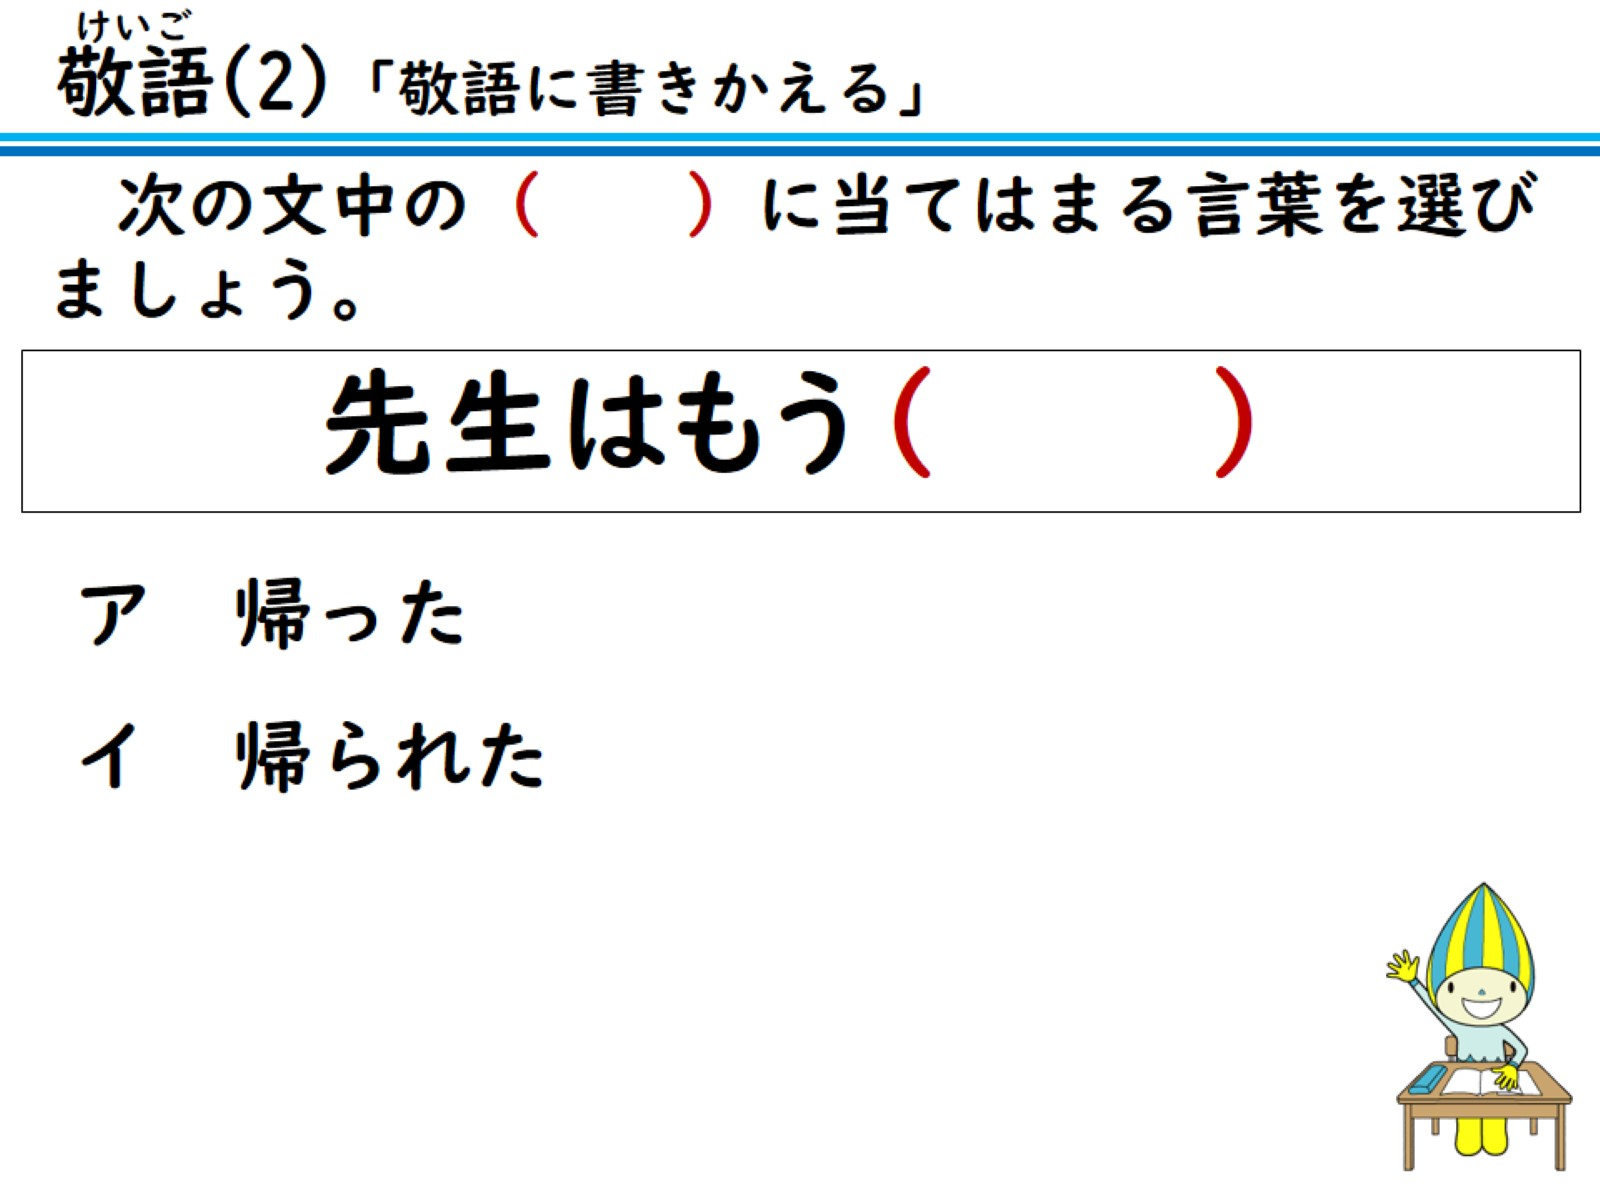 けいご
敬語(2)「敬語に書きかえる」
次の文中の（　　）に当てはまる言葉を選び
ましょう。
先生はもう（　　　）
ア　帰った
イ　帰られた